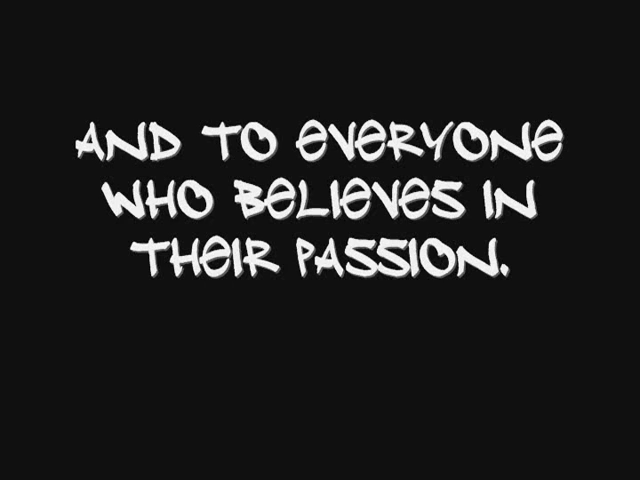 AND TO EVERYONE
WHO BELIEVES IN
THEIR PASSION.